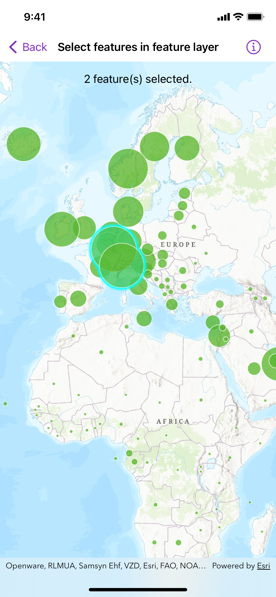 9:41
Back
Select features in feature layer
2 feature(s) selected.
EUROPE
AFRICA
Openware, RLMUA, Samsyn Ehf, VZD, Esri, FAO, NOA... Powered by Esri